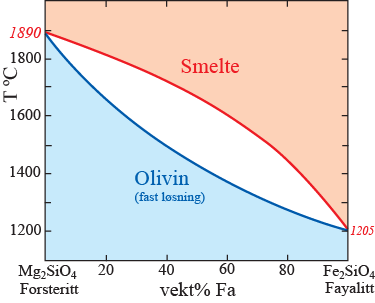 1890
1800
1600
1400
1200
T °C
Smelte
Olivin
(fast løsning)
1205
Mg₂SiO₄
Forsteritt
20
40
60
80
vekt% Fa
Fe₂SiO₄
Fayalitt